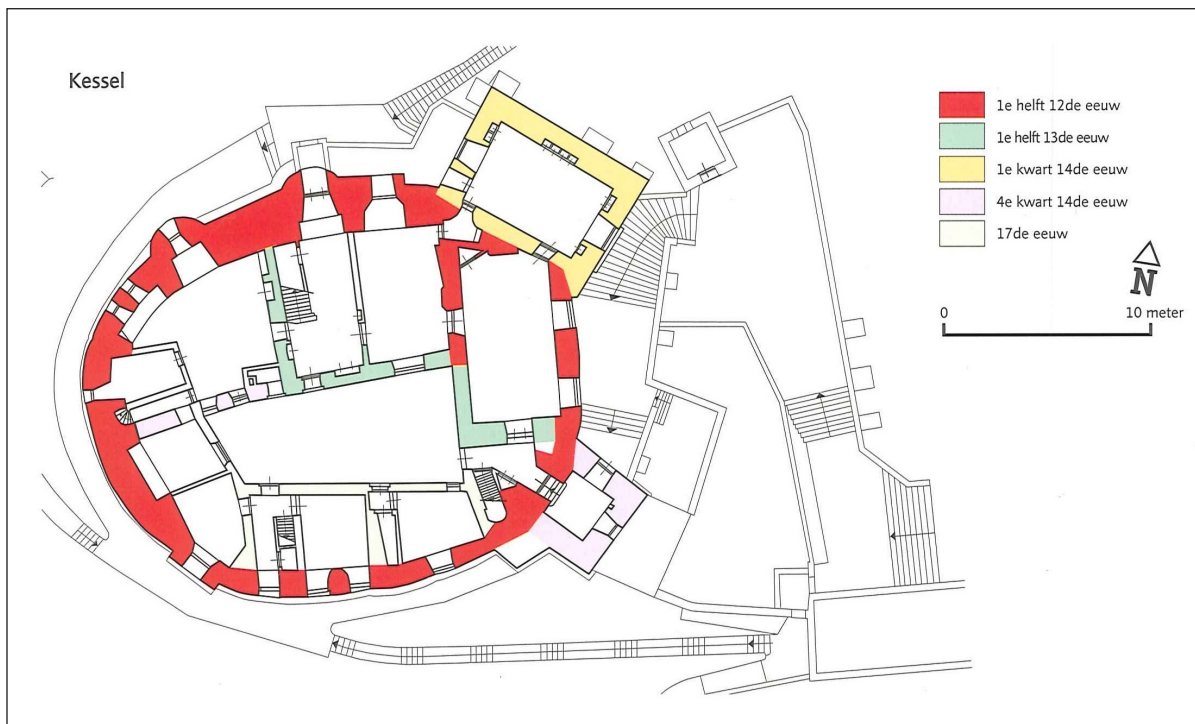 Kessel
1e helft 12de eeuw
1e helft 13de eeuw
1e kwart 14de eeuw
4e kwart 14de eeuw
17de eeuw
N
0 10 meter